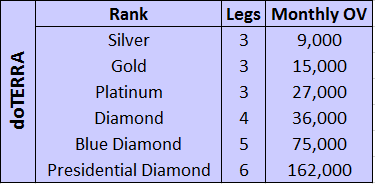 doTERRA
Rank Legs Monthly OV
Silver 3 9,000
Gold 3 15,000
Platinum 3 27,000
Diamond 4 36,000
Blue Diamond 5 75,000
Presidential Diamond 6 162,000